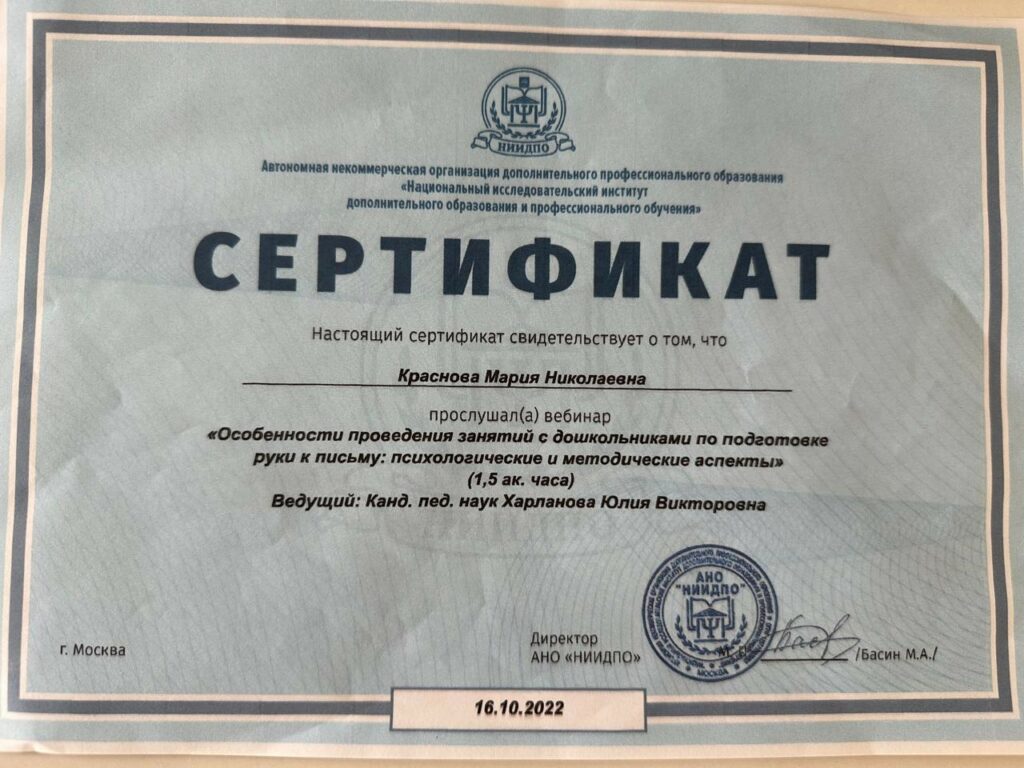 НИИДПО
Автономная некоммерческая организация дополнительного профессионального образования
«Национальный исследовательский институт
дополнительного образования и профессионального обучения»
СЕРТИФИКАТ
Настоящий сертификат свидетельствует о том, что
Краснова Мария Николаевна
прослушал(а) вебинар
«Особенности проведения занятий с дошкольниками по подготовке
руки к письму: психологические и методические аспекты»
(1,5 ак. часа)
Ведущий: Канд. пед. наук Харланова Юлия Викторовна
АНО
"НИИДПО"
МОСКВА
г. Москва
Директор
АНО «НИИДПО»
/Басин М.А./
16.10.2022